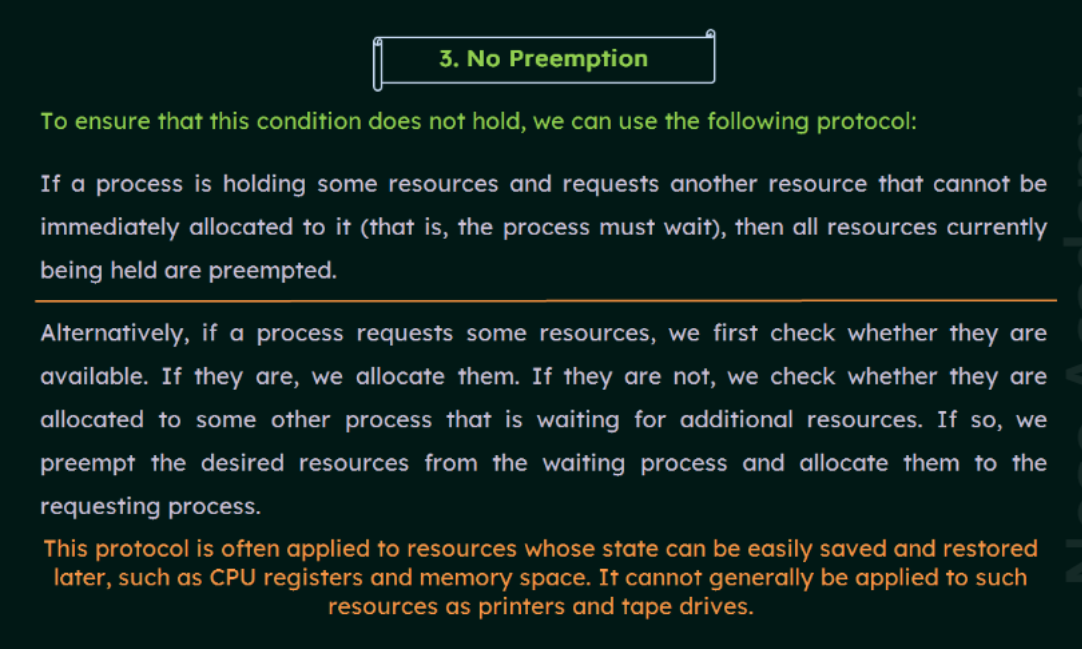 3. No Preemption
To ensure that this condition does not hold, we can use the following protocol:
If a process is holding some resources and requests another resource that cannot be
immediately allocated to it (that is, the process must wait), then all resources currently
being held are preempted.
Alternatively, if a process requests some resources, we first check whether they are
available. If they are, we allocate them. If they are not, we check whether they are
allocated to some other process that is waiting for additional resources. If so, we
preempt the desired resources from the waiting process and allocate them to the
requesting process.
This protocol is often applied to resources whose state can be easily saved and restored
later, such as CPU registers and memory space. It cannot generally be applied to such
resources as printers and tape drives.